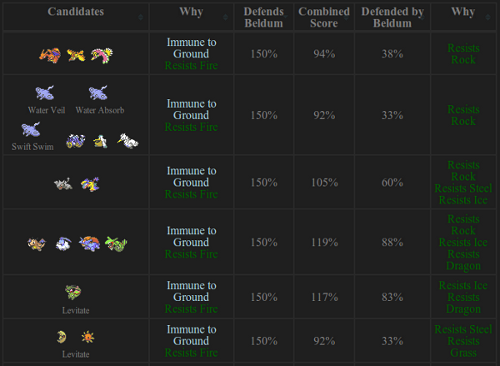 Candidates
Why
Defends
Beldum
Combined
Score
Defended by
Beldum
Why
Immune to
Ground
Resists Fire
150%
94%
38%
Resists
Rock
Water Veil
Water Absorb
Swift Swim
Immune to
Ground
Resists Fire
150%
92%
33%
Resists
Rock
Immune to
Ground
Resists Fire
150%
105%
60%
Resists
Rock
Resists Steel
Resists Ice
Immune to
Ground
Resists Fire
150%
119%
88%
Resists
Rock
Resists Ice
Resists
Dragon
Levitate
Immune to
Ground
Resists Fire
150%
117%
83%
Resists Ice
Resists
Dragon
Levitate
Immune to
Ground
Resists Fire
150%
92%
33%
Resists Steel
Resists
Grass